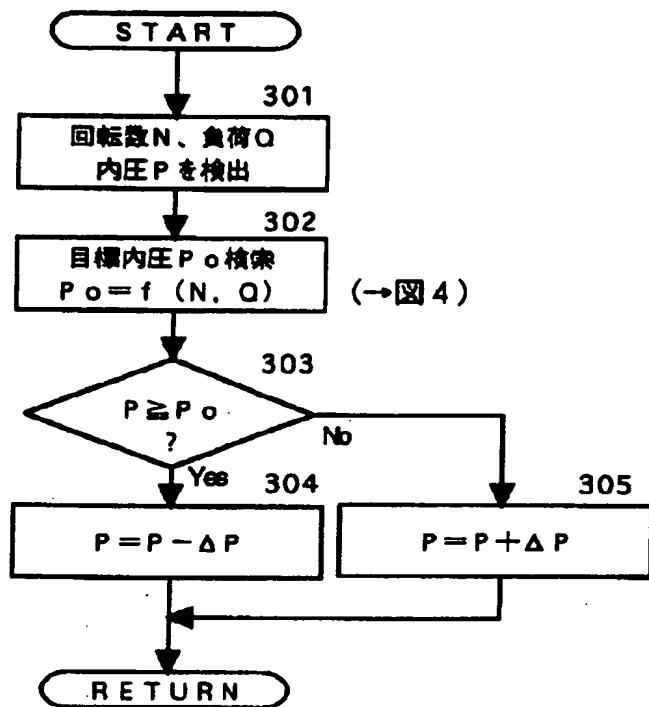 START
301
回転数N、負荷Q
内圧Pを検出
302
目標内圧Po検索
Po=f (N, Q)
(→図4)
303
P≧Po
?
No
Yes
304
P=P-ΔP
305
P=P+ΔP
RETURN